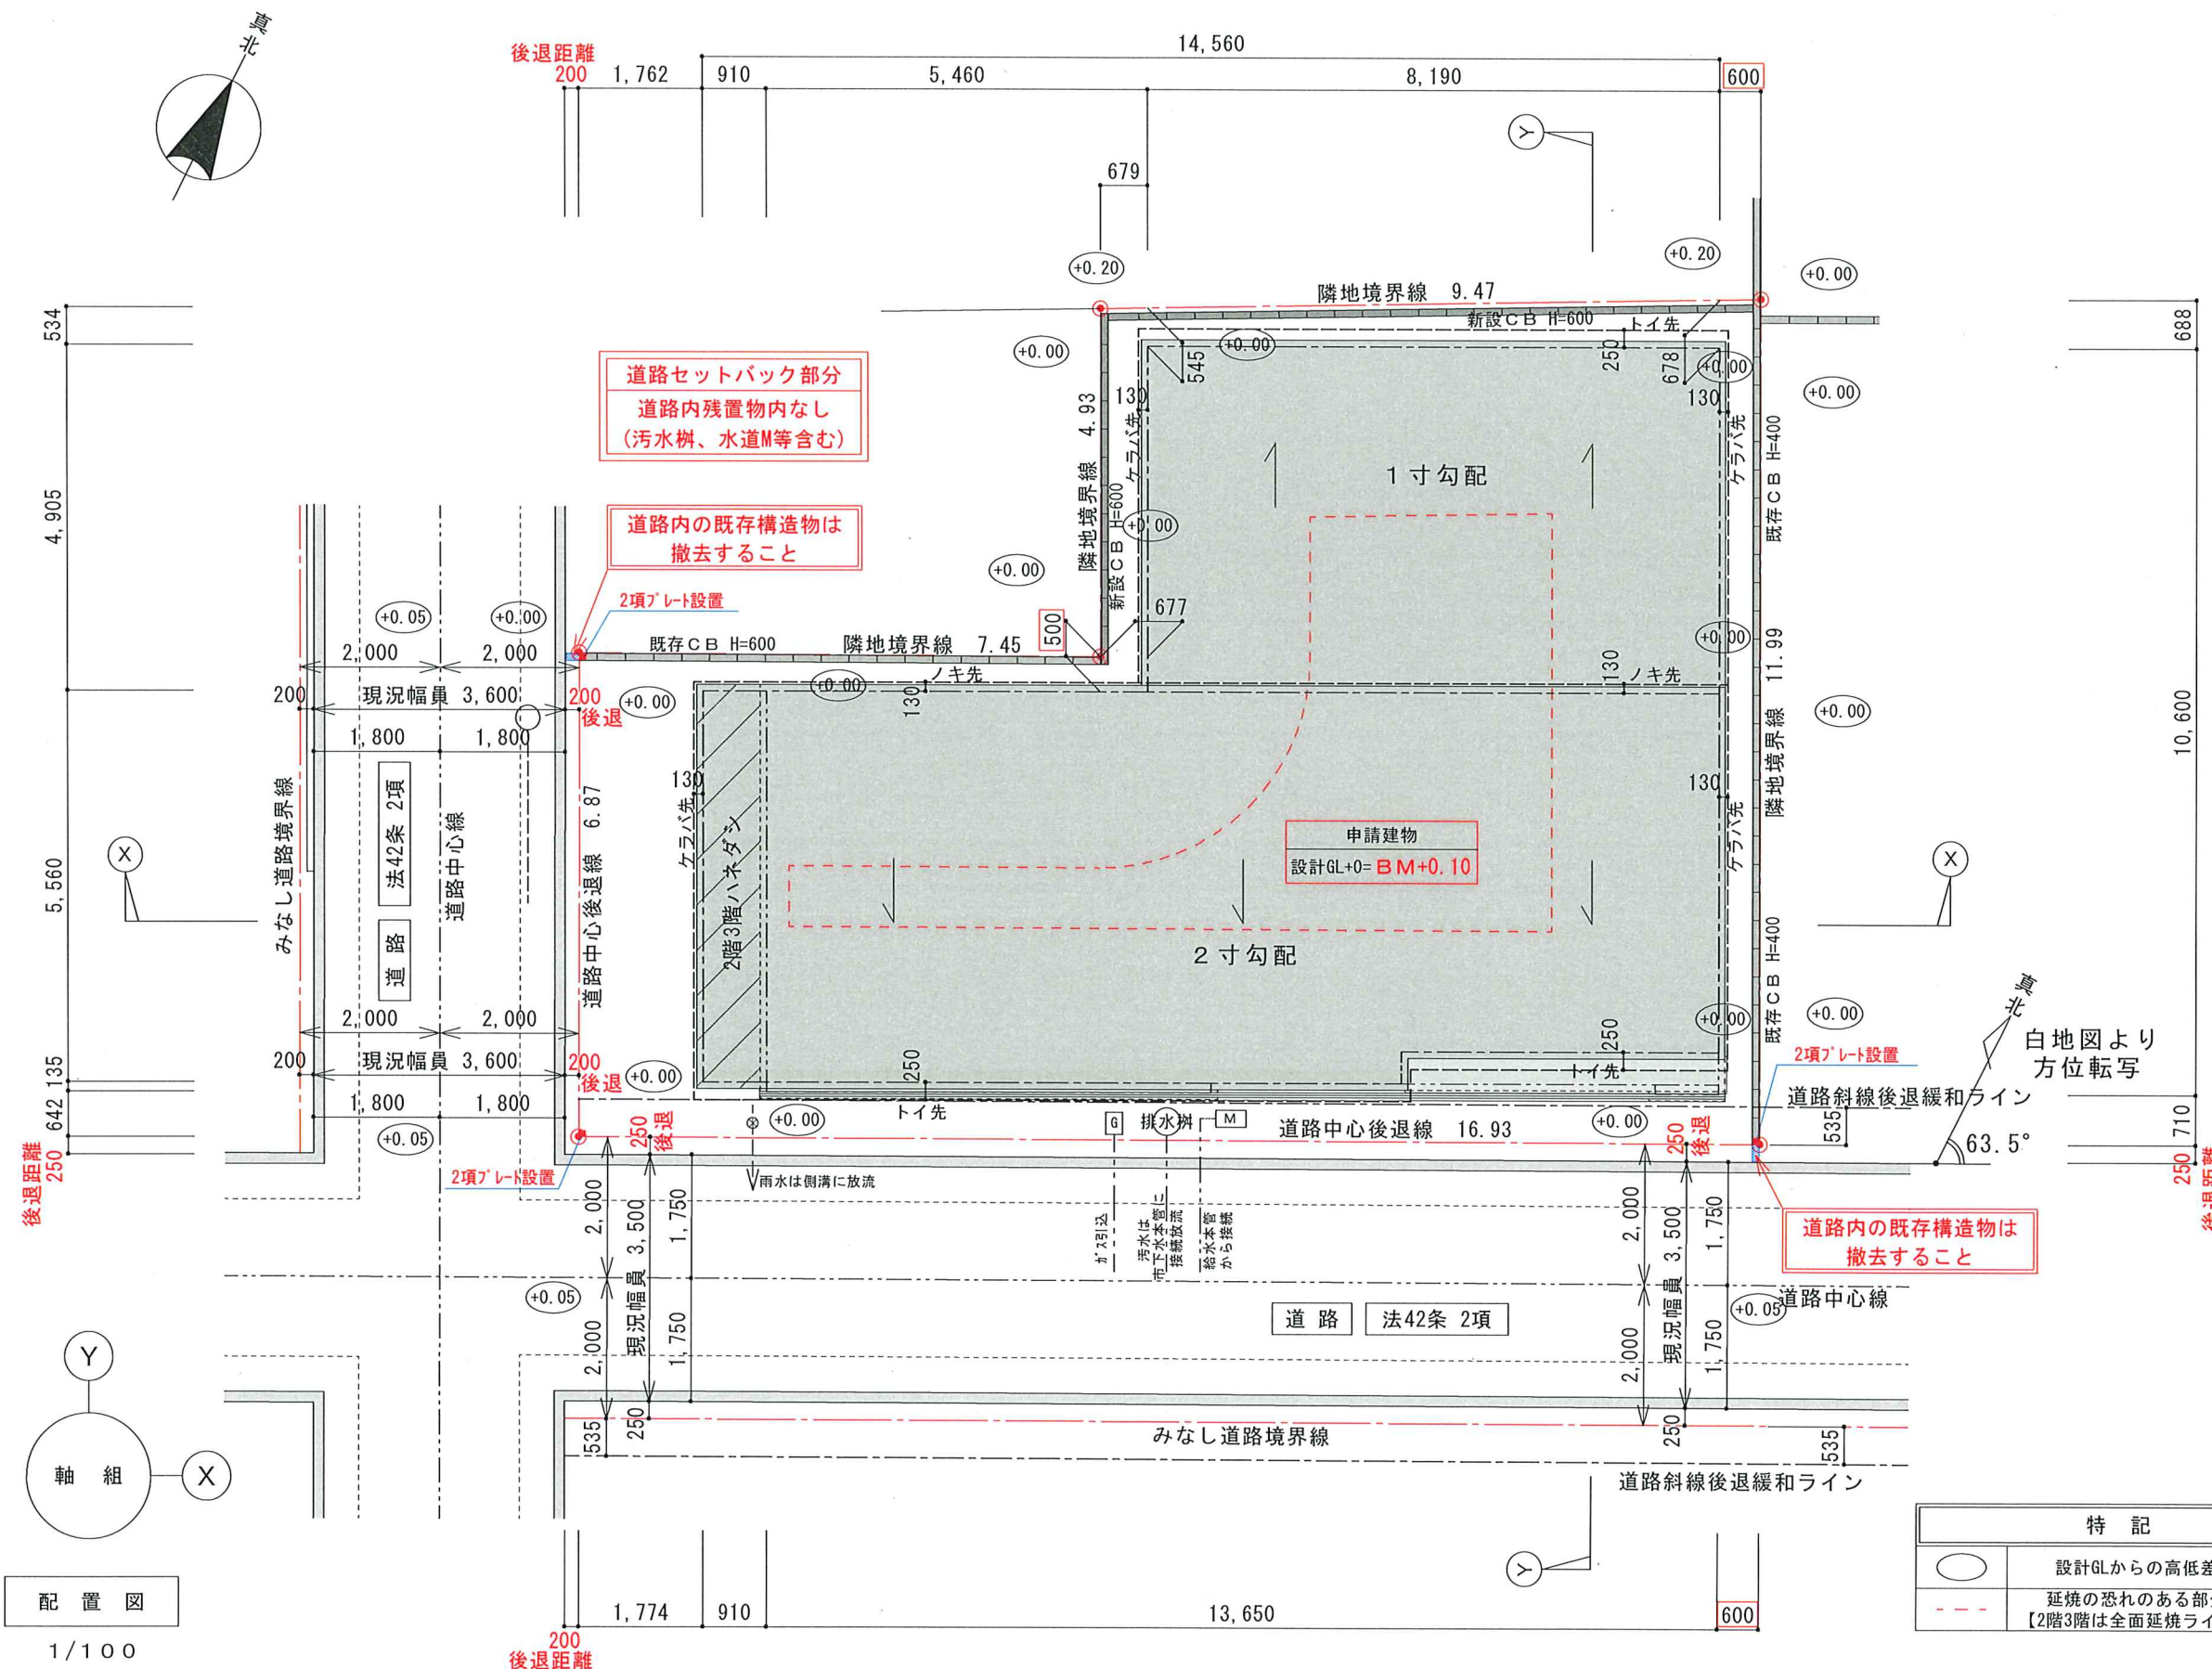 真北
後退距離
200
1,762
910
14,560
5,460
8,190
600
Y
679
+0.20
+0.20
+0.00
隣地境界線 9.47
新設CB H=600
トイ先
534
688
+0.00
+0.00
545
250
678
+0.00
+0.00
道路セットバック部分
道路内残置物内なし
(汚水桝、水道M等含む)
130
130
隣地境界線 4.93
ケラバ先
ケラバ先
既存CB H=400
1寸勾配
4,905
新設CB H=600
+0.00
道路内の既存構造物は
撤去すること
+0.00
2項プレート設置
677
500
+0.05
+0.00
既存CB H=600
隣地境界線 7.45
+0.00
隣地境界線 11.99
2,000
2,000
ノキ先
130
ノキ先
+0.00
130
200
現況幅員 3,600
200
後退
+0.00
+0.00
10,600
1,800
1,800
130
130
みなし道路境界線
道路
法42条 2項
道路中心線
道路中心後退線 6.87
ケラバ先
2階3階ハネダシ
ケラバ先
X
X
申請建物
設計GL+0=BM+0.10
5,560
2寸勾配
既存CB H=400
真北
白地図より
方位転写
2,000
2,000
+0.00
+0.00
200
現況幅員 3,600
200
後退
+0.00
250
250
トイ先
2項プレート設置
135
1,800
1,800
トイ先
道路斜線後退緩和ライン
642
+0.05
250
後退
+0.00
G
排水桝
M
道路中心後退線 16.93
+0.00
250
後退
535
63.5°
710
後退距離
250
250
後退距離
2項プレート設置
雨水は側溝に放流
2,000
現況幅員 3,500
1,750
ガス引込
汚水は
市下水本管に
接続放流
給水本管
から接続
2,000
現況幅員 3,500
1,750
道路内の既存構造物は
撤去すること
+0.05
道路
法42条 2項
+0.05
道路中心線
2,000
1,750
2,000
1,750
Y
535
250
みなし道路境界線
250
535
道路斜線後退緩和ライン
軸組
X
Y
特記
設計GLからの高低差
延焼の恐れのある部
【2階3階は全面延焼ライ
配置図
1/100
1,774
910
13,650
600
200
後退距離